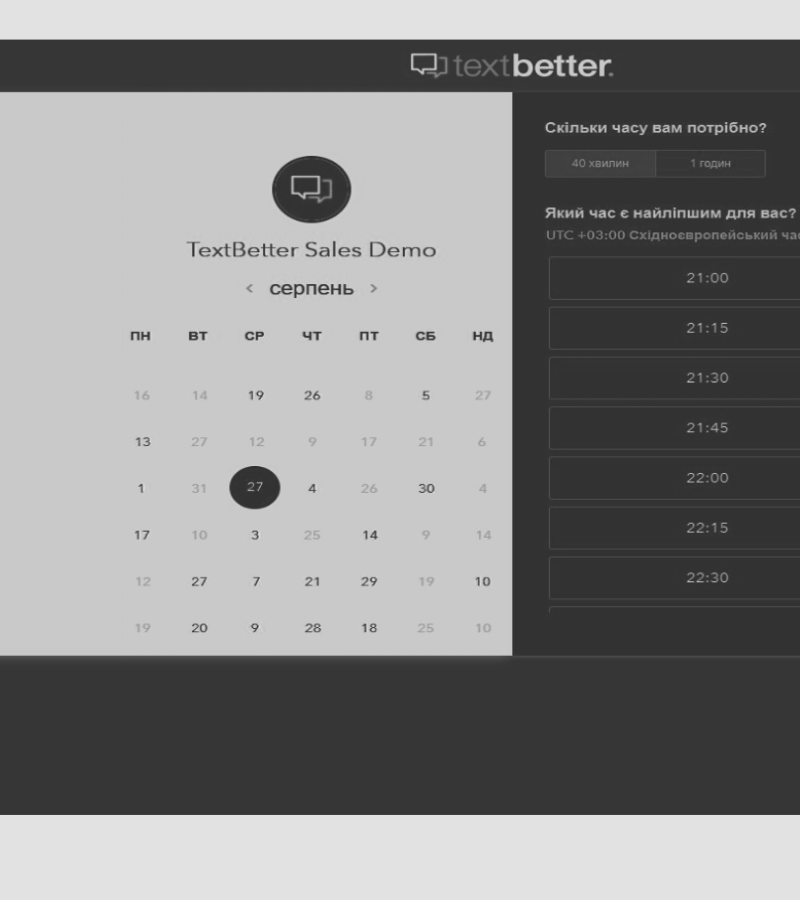 textbetter.
TextBetter Sales Demo
< серпень >
ПН ВТ СР ЧТ ПТ СБ НД
16 14 19 26 8 5 27
13 27 12 9 17 21 6
1 31 27 4 26 30 4
17 10 3 25 14 9 14
12 27 7 21 29 19 10
19 20 9 28 18 25 10
Скільки часу вам потрібно?
40 хвилин 1 годин
Який час є найліпшим для вас?
UTC +03:00 Східноєвропейський час
21:00
21:15
21:30
21:45
22:00
22:15
22:30